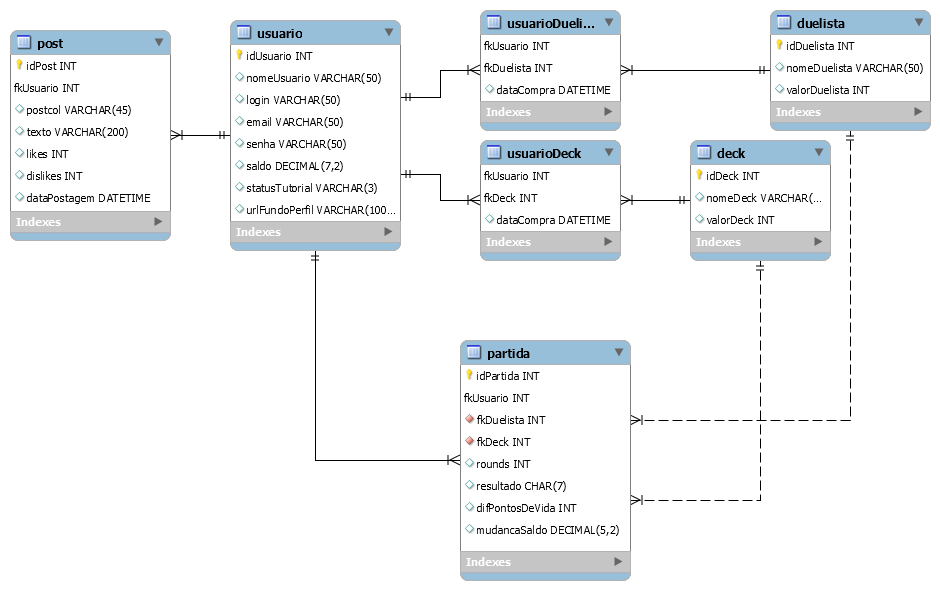 post
idPost INT
fkUsuario INT
postcol VARCHAR(45)
texto VARCHAR(200)
likes INT
dislikes INT
dataPostagem DATETIME
Indexes
usuario
idUsuario INT
nomeUsuario VARCHAR(50)
login VARCHAR(50)
email VARCHAR(50)
senha VARCHAR(50)
saldo DECIMAL(7,2)
statusTutorial VARCHAR(3)
urlFundoPerfil VARCHAR(100...
Indexes
usuarioDueli...
fkUsuario INT
fkDuelista INT
dataCompra DATETIME
Indexes
duelista
idDuelista INT
nomeDuelista VARCHAR(50)
valorDuelista INT
Indexes
usuarioDeck
fkUsuario INT
fkDeck INT
dataCompra DATETIME
Indexes
deck
idDeck INT
nomeDeck VARCHAR(...
valorDeck INT
Indexes
partida
idPartida INT
fkUsuario INT
fkDuelista INT
fkDeck INT
rounds INT
resultado CHAR(7)
difPontosDeVida INT
mudancaSaldo DECIMAL(5,2)
Indexes